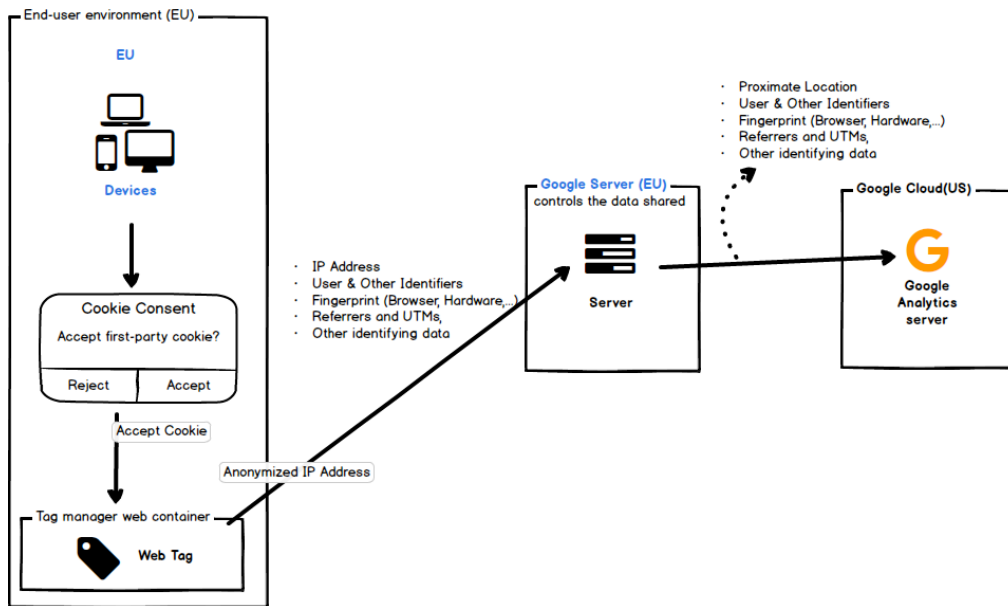 End-user environment (EU)
EU
Devices
Cookie Consent
Accept first-party cookie?
Reject
Accept
Accept Cookie
Tag manager web container
Web Tag
Anonymized IP Address
· IP Address
· User & Other Identifiers
· Fingerprint (Browser, Hardware,...)
· Referrers and UTMs,
· Other identifying data
Google Server (EU)
controls the data shared
Server
· Proximate Location
· User & Other Identifiers
· Fingerprint (Browser, Hardware,...)
· Referrers and UTMs,
· Other identifying data
Google Cloud(US)
Google
Analytics
server